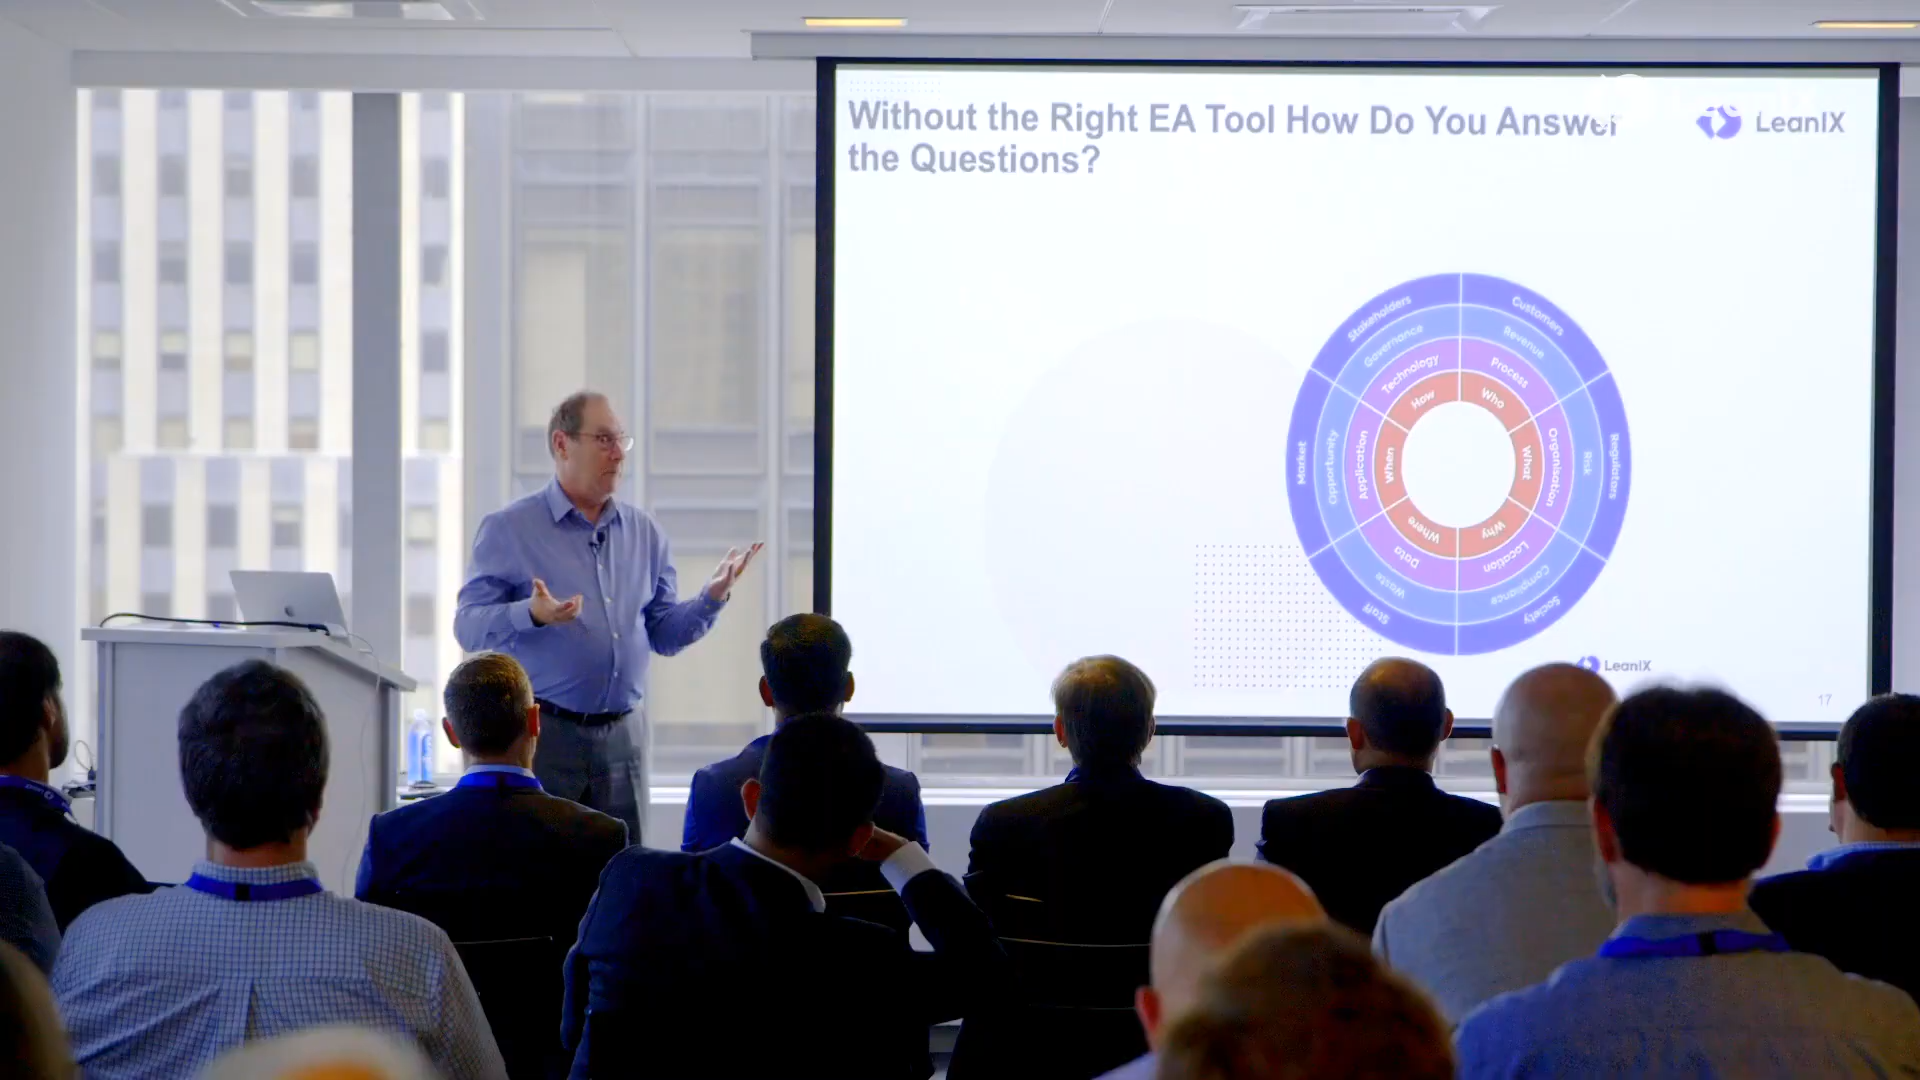 Without the Right EA Tool How Do You Answer
the Questions?
LeanIX
Stakeholders
Customers
Governance
Revenue
Technology
Process
How
Who
Market
Opportunity
Application
When
What
Organisation
Risk
Regulators
Where
Why
Data
Location
Waste
Compliance
Staff
Society
LeanIX
17